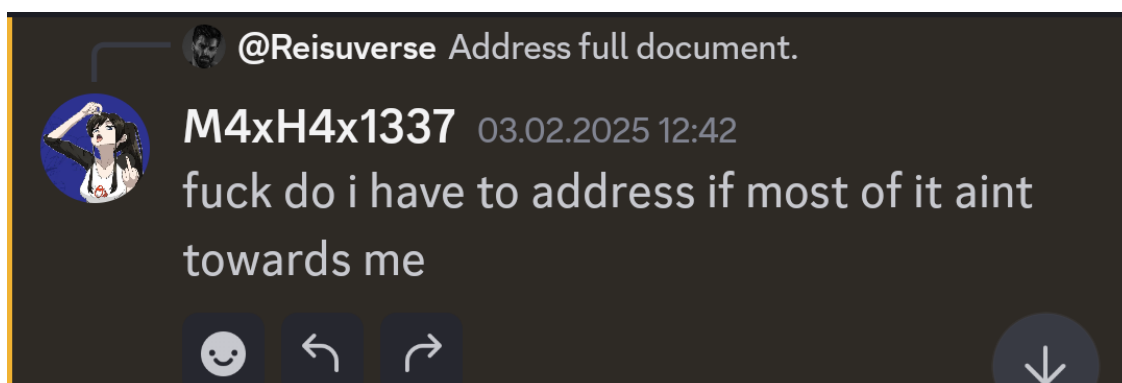 @Reisuverse Address full document.
M4xH4x1337 03.02.2025 12:42
fuck do i have to address if most of it aint
towards me